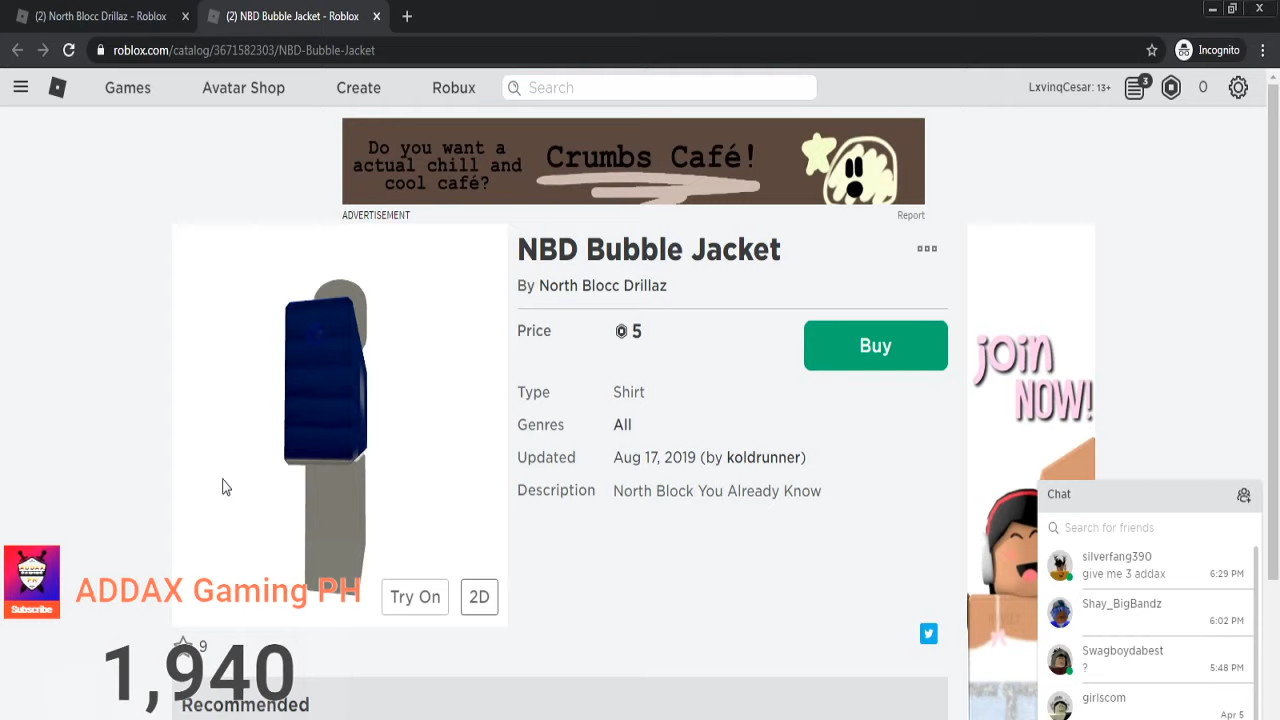 (2) North Blocc Drillaz - Roblox
(2) NBD Bubble Jacket - Roblox
roblox.com/catalog/3671582303/NBD-Bubble-Jacket
Incognito
Games
Avatar Shop
Create
Robux
Search
LxvinqCesar: 13+
3
0
Do you want a
actual chill and
cool café?
Crumbs Café!
ADVERTISEMENT
Report
NBD Bubble Jacket
By North Blocc Drillaz
Price 5
Buy
Type Shirt
Genres All
Updated Aug 17, 2019 (by koldrunner)
Description North Block You Already Know
Try On
2D
9
Recommended
join
NOW!
Chat
Search for friends
silverfang390
give me 3 addax 6:29 PM
Shay_BigBandz
6:02 PM
Swagboydabest
? 5:48 PM
giriscom
Apr 5
ADDAX Gaming PH
Subscribe
1,940